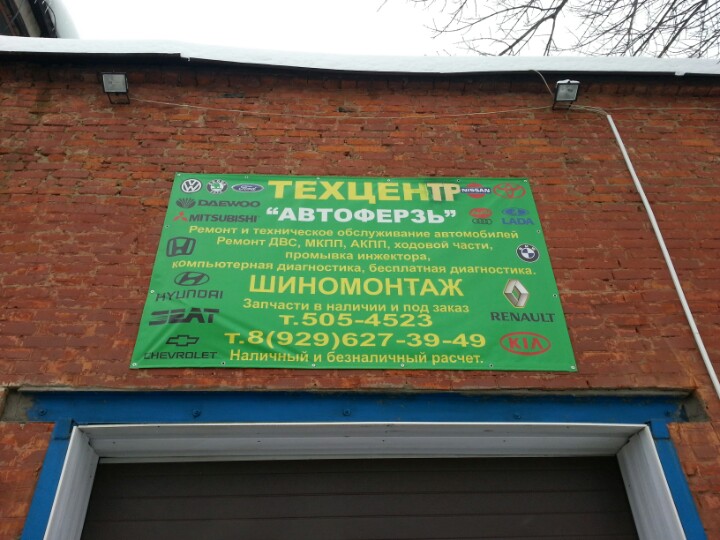 ТЕХЦЕНТР
"АВТОФЕРЗЬ"
Ремонт и техническое обслуживание автомобилей
Ремонт ДВС, МКПП, АКПП, ходовой части,
промывка инжектора,
компьютерная диагностика, бесплатная диагностика.
ШИНОМОНТАЖ
Запчасти в наличии и под заказ
т.505-4523
т.8(929)627-39-49
Наличный и безналичный расчет.
Ford
DAEWOO
MITSUBISHI
HYUNDAI
SEAT
CHEVROLET
NISSAN
LADA
RENAULT
KIA